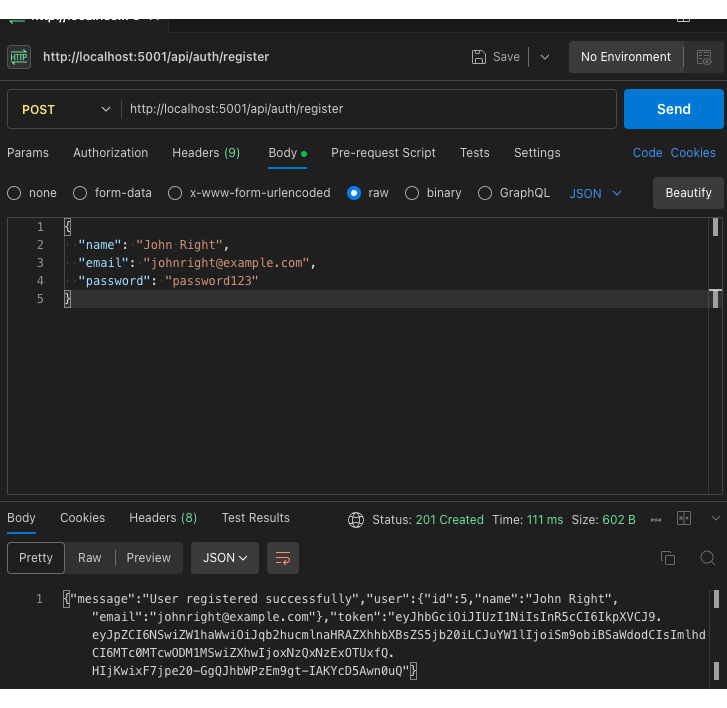 HTTP http://localhost:5001/api/auth/register Save No Environment
POST http://localhost:5001/api/auth/register Send
Params Authorization Headers (9) Body Pre-request Script Tests Settings Code Cookies
none form-data x-www-form-urlencoded raw binary GraphQL JSON Beautify
1 {
2 "name": "John Right",
3 "email": "johnright@example.com",
4 "password": "password123"
5 }
Body Cookies Headers (8) Test Results Status: 201 Created Time: 111 ms Size: 602 B
Pretty Raw Preview JSON
1 {"message":"User registered successfully","user":{"id":5,"name":"John Right",
"email":"johnright@example.com"},"token":"eyJhbGciOiJIUzI1NiIsInR5cCI6IkpXVCJ9.
eyJpZCI6NSwiZW1haWwiOiJqb2hucmlnaHRAZXhhbXBsZS5jb20iLCJuYW1lIjoiSm9obiBSaWdodCIsImlhd
CI6MTc0MTcwODM1MSwiZXhwIjoxNzQxNzExOTUxfQ.
HIjKwixF7jpe20-GgQJhbWPzEm9gt-IAKYcD5Awn0uQ"}